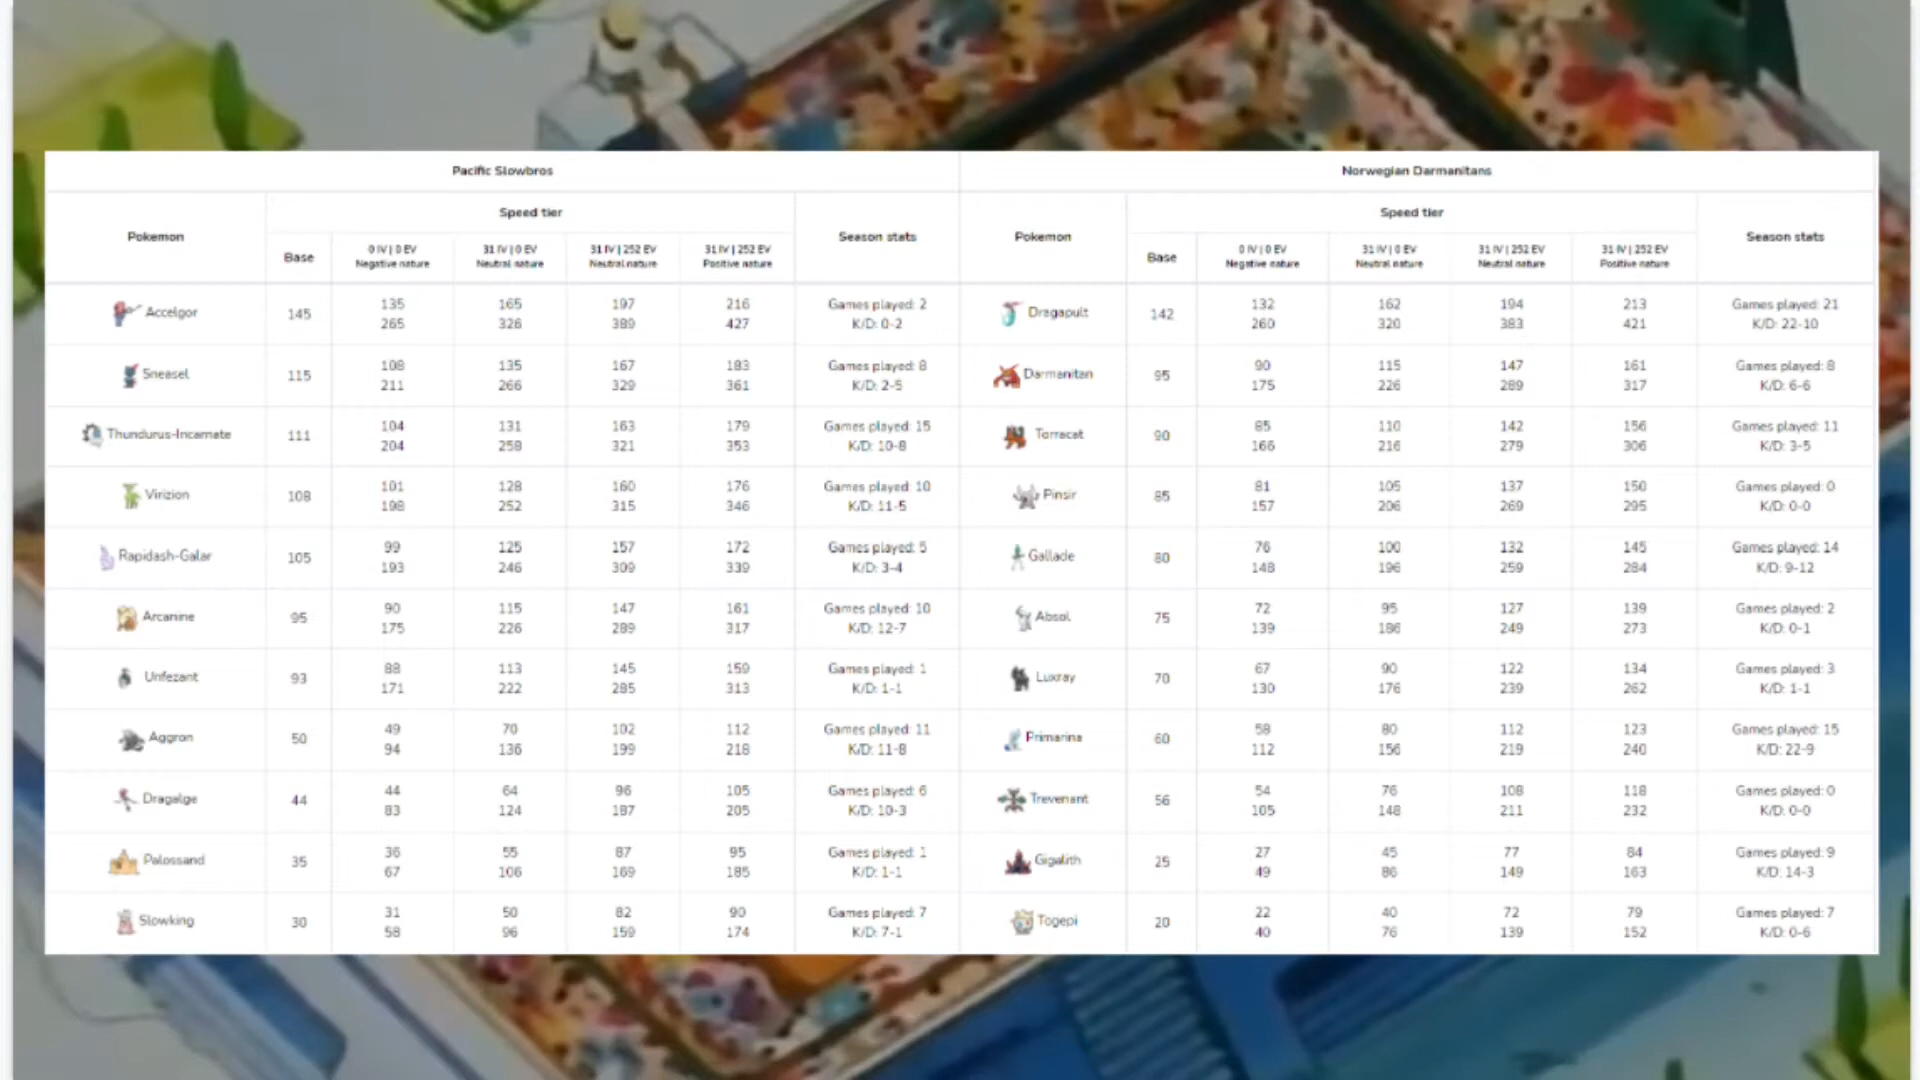 Pacific Slowbros
Norwegian Darmanitans
Pokemon
Speed tier
Season stats
Pokemon
Speed tier
Season stats
Base
0 IV | 0 EV
Negative nature
31 IV | 0 EV
Neutral nature
31 IV | 252 EV
Neutral nature
31 IV | 252 EV
Positive nature
Base
0 IV | 0 EV
Negative nature
31 IV | 0 EV
Neutral nature
31 IV | 252 EV
Neutral nature
31 IV | 252 EV
Positive nature
Accelgor 145 135 165 197 216 Games played: 2
265 326 389 427 K/D: 0-2
Dragapult 142 132 162 194 213 Games played: 21
260 320 383 421 K/D: 22-10
Sneasel 115 108 135 167 183 Games played: 8
211 266 329 361 K/D: 2-5
Darmanitan 95 90 115 147 161 Games played: 8
175 226 289 317 K/D: 6-6
Thundurus-Incarnate 111 104 131 163 179 Games played: 15
204 258 321 353 K/D: 10-8
Torracat 90 85 110 142 156 Games played: 11
166 216 279 306 K/D: 3-5
Virizion 108 101 128 160 176 Games played: 10
198 252 315 346 K/D: 11-5
Pinsir 85 81 105 137 150 Games played: 0
157 206 269 295 K/D: 0-0
Rapidash-Galar 105 99 125 157 172 Games played: 5
193 246 309 339 K/D: 3-4
Gallade 80 76 100 132 145 Games played: 14
148 196 259 284 K/D: 9-12
Arcanine 95 90 115 147 161 Games played: 10
175 226 289 317 K/D: 12-7
Absol 75 72 95 127 139 Games played: 2
139 186 249 273 K/D: 0-1
Unfezant 93 88 113 145 159 Games played: 1
171 222 285 313 K/D: 1-1
Luxray 70 67 90 122 134 Games played: 3
130 176 239 262 K/D: 1-1
Aggron 50 49 70 102 112 Games played: 11
94 136 199 218 K/D: 11-8
Primarina 60 58 80 112 123 Games played: 15
112 156 219 240 K/D: 22-9
Dragalge 44 44 64 96 105 Games played: 6
83 124 187 205 K/D: 10-3
Trevenant 56 54 76 108 118 Games played: 0
105 148 211 232 K/D: 0-0
Palossand 35 36 55 87 95 Games played: 1
67 106 169 185 K/D: 1-1
Gigalith 25 27 45 77 84 Games played: 9
49 86 149 163 K/D: 14-3
Slowking 30 31 50 82 90 Games played: 7
58 96 159 174 K/D: 7-1
Togepi 20 22 40 72 79 Games played: 7
40 76 139 152 K/D: 0-6